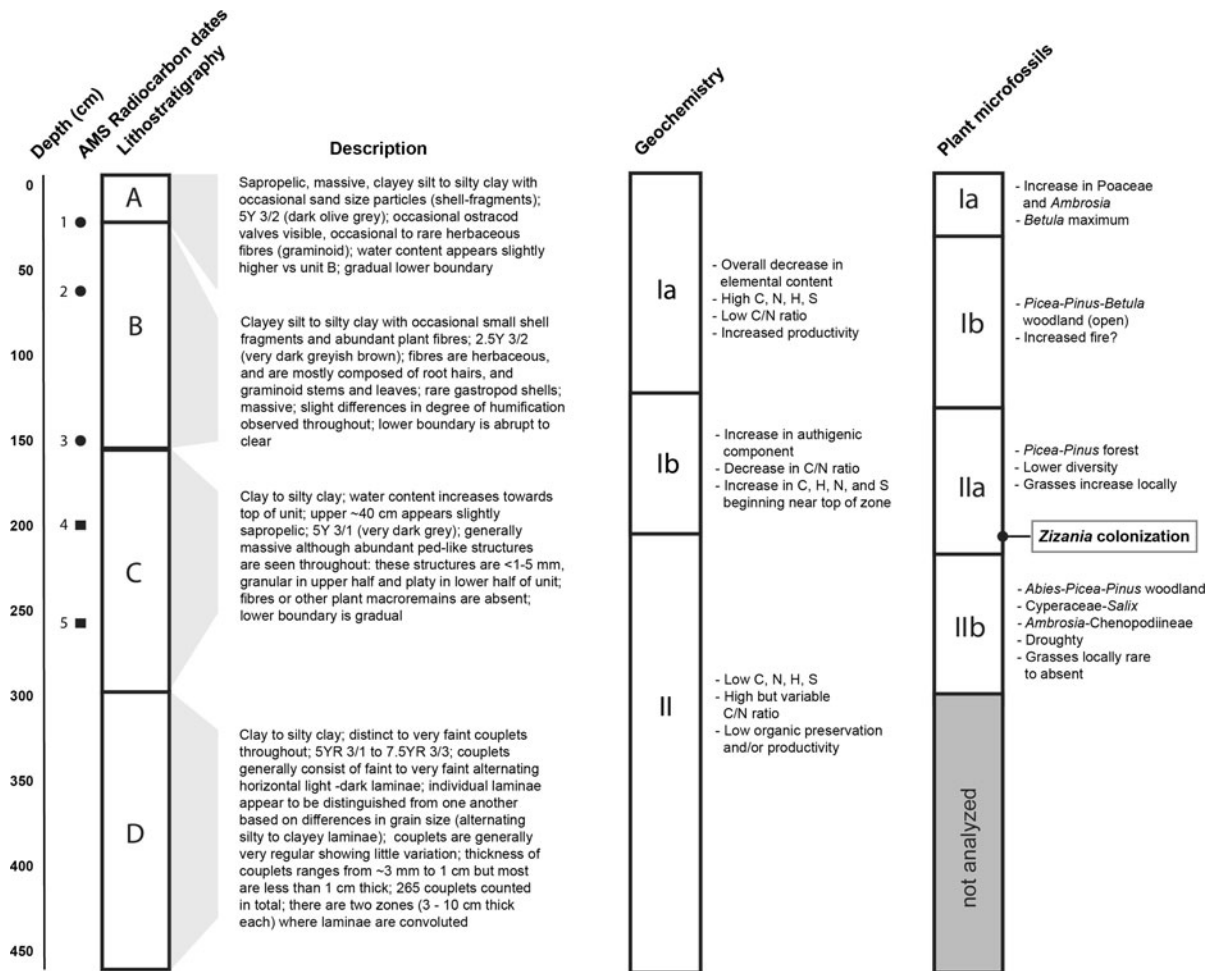 Depth (cm)
AMS Radiocarbon dates
Lithostratigraphy
Description
Geochemistry
Plant microfossils
0
50
100
150
200
250
300
350
400
450
1
2
3
4
5
A
B
C
D
Sapropelic, massive, clayey silt to silty clay with
occasional sand size particles (shell-fragments);
5Y 3/2 (dark olive grey); occasional ostracod
valves visible, occasional to rare herbaceous
fibres (graminoid); water content appears slightly
higher vs unit B; gradual lower boundary
Clayey silt to silty clay with occasional small shell
fragments and abundant plant fibres; 2.5Y 3/2
(very dark greyish brown); fibres are herbaceous,
and are mostly composed of root hairs, and
graminoid stems and leaves; rare gastropod shells;
massive; slight differences in degree of humification
observed throughout; lower boundary is abrupt to
clear
Clay to silty clay; water content increases towards
top of unit; upper ~40 cm appears slightly
sapropelic; 5Y 3/1 (very dark grey); generally
massive although abundant ped-like structures
are seen throughout: these structures are <1-5 mm,
granular in upper half and platy in lower half of unit;
fibres or other plant macroremains are absent;
lower boundary is gradual
Clay to silty clay; distinct to very faint couplets
throughout; 5YR 3/1 to 7.5YR 3/3; couplets
generally consist of faint to very faint alternating
horizontal light -dark laminae; individual laminae
appear to be distinguished from one another
based on differences in grain size (alternating
silty to clayey laminae); couplets are generally
very regular showing little variation; thickness of
couplets ranges from ~3 mm to 1 cm but most
are less than 1 cm thick; 265 couplets counted
in total; there are two zones (3 - 10 cm thick
each) where laminae are convoluted
Ia
- Overall decrease in
elemental content
- High C, N, H, S
- Low C/N ratio
- Increased productivity
Ib
- Increase in authigenic
component
- Decrease in C/N ratio
- Increase in C, H, N, and S
beginning near top of zone
II
- Low C, N, H, S
- High but variable
C/N ratio
- Low organic preservation
and/or productivity
Ia
- Increase in Poaceae
and Ambrosia
- Betula maximum
Ib
- Picea-Pinus-Betula
woodland (open)
- Increased fire?
IIa
- Picea-Pinus forest
- Lower diversity
- Grasses increase locally
Zizania colonization
IIb
- Abies-Picea-Pinus woodland
- Cyperaceae-Salix
- Ambrosia-Chenopodiineae
- Droughty
- Grasses locally rare
to absent
not analyzed